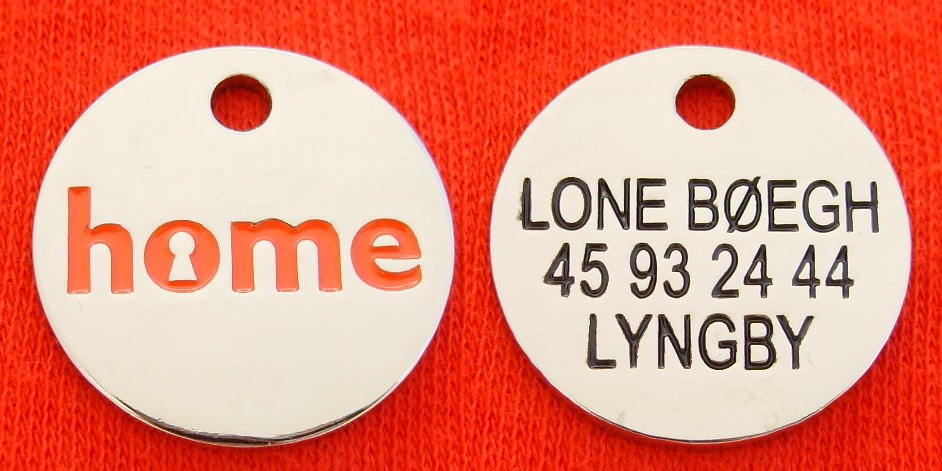 home
LONE BØEGH
45 93 24 44
LYNGBY